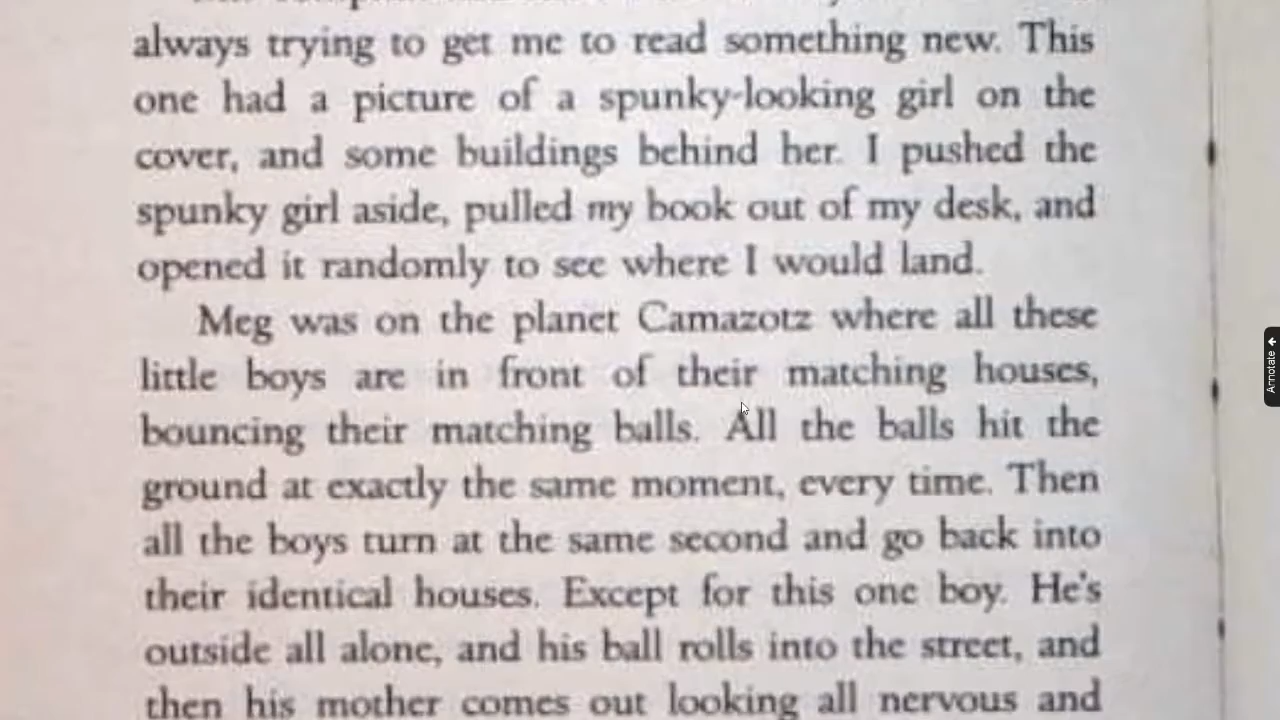 always trying to get me to read something new. This
one had a picture of a spunky-looking girl on the
cover, and some buildings behind her. I pushed the
spunky girl aside, pulled my book out of my desk, and
opened it randomly to see where I would land.
Meg was on the planet Camazotz where all these
little boys are in front of their matching houses,
bouncing their matching balls. All the balls hit the
ground at exactly the same moment, every time. Then
all the boys turn at the same second and go back into
their identical houses. Except for this one boy. He's
outside all alone, and his ball rolls into the street, and
then his mother comes out looking all nervous and
Annotate